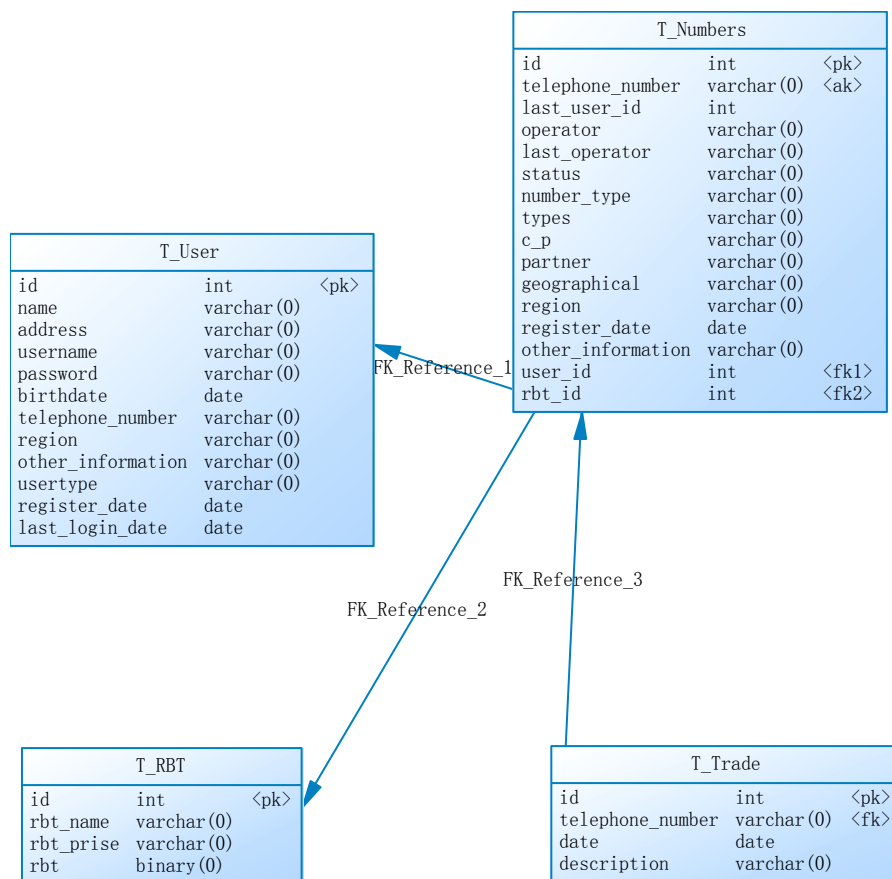 T_Numbers
id int <pk>
telephone_number varchar(0) <ak>
last_user_id int
operator varchar(0)
last_operator varchar(0)
status varchar(0)
number_type varchar(0)
types varchar(0)
c_p varchar(0)
partner varchar(0)
geographical varchar(0)
region varchar(0)
register_date date
other_information varchar(0)
user_id int <fk1>
rbt_id int <fk2>
T_User
id int <pk>
name varchar(0)
address varchar(0)
username varchar(0)
password varchar(0)
birthdate date
telephone_number varchar(0)
region varchar(0)
other_information varchar(0)
usertype varchar(0)
register_date date
last_login_date date
FK_Reference_1
FK_Reference_3
FK_Reference_2
T_RBT
id int <pk>
rbt_name varchar(0)
rbt_prise varchar(0)
rbt binary(0)
T_Trade
id int <pk>
telephone_number varchar(0) <fk>
date date
description varchar(0)